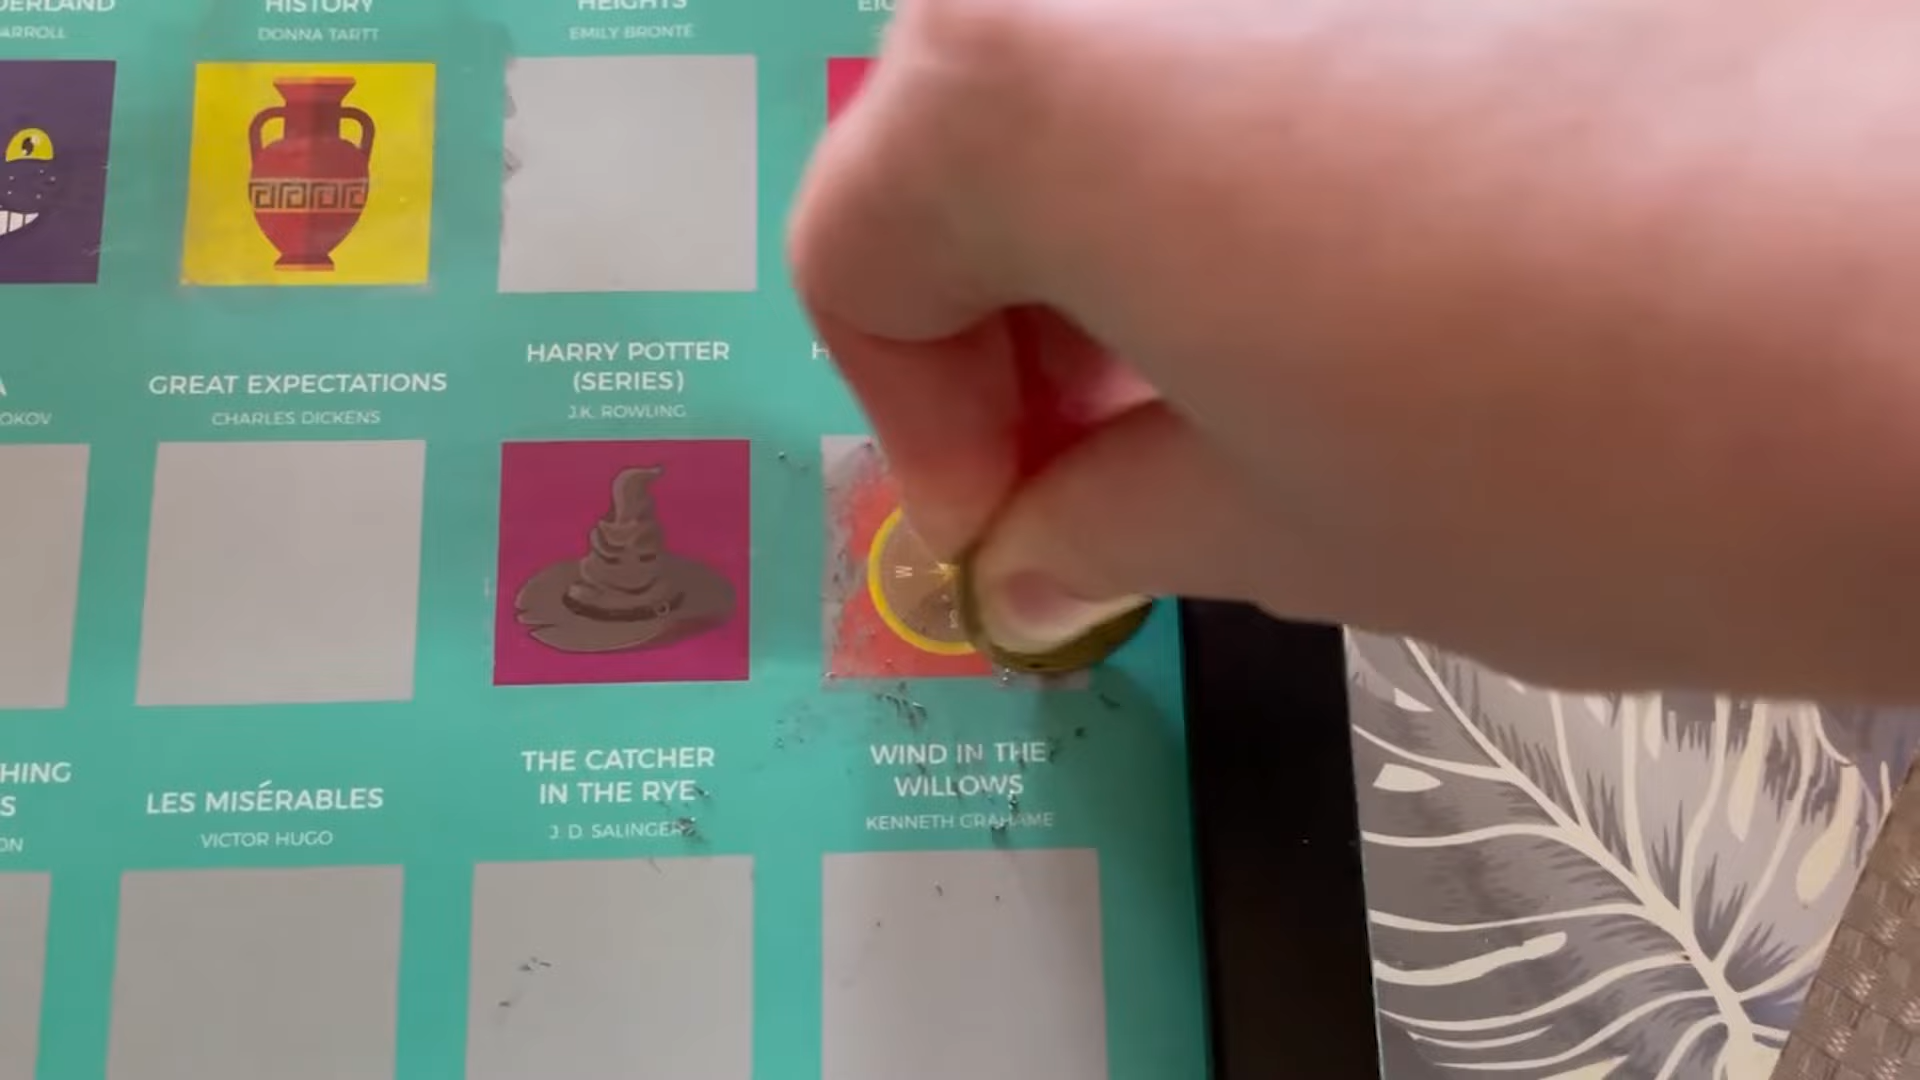 HISTORY
DONNA TARTT
HEIGHTS
EMILY BRONTË
GREAT EXPECTATIONS
CHARLES DICKENS
HARRY POTTER
(SERIES)
J.K. ROWLING
W
LES MISÉRABLES
VICTOR HUGO
THE CATCHER
IN THE RYE
J. D. SALINGER
WIND IN THE
WILLOWS
KENNETH GRAHAME